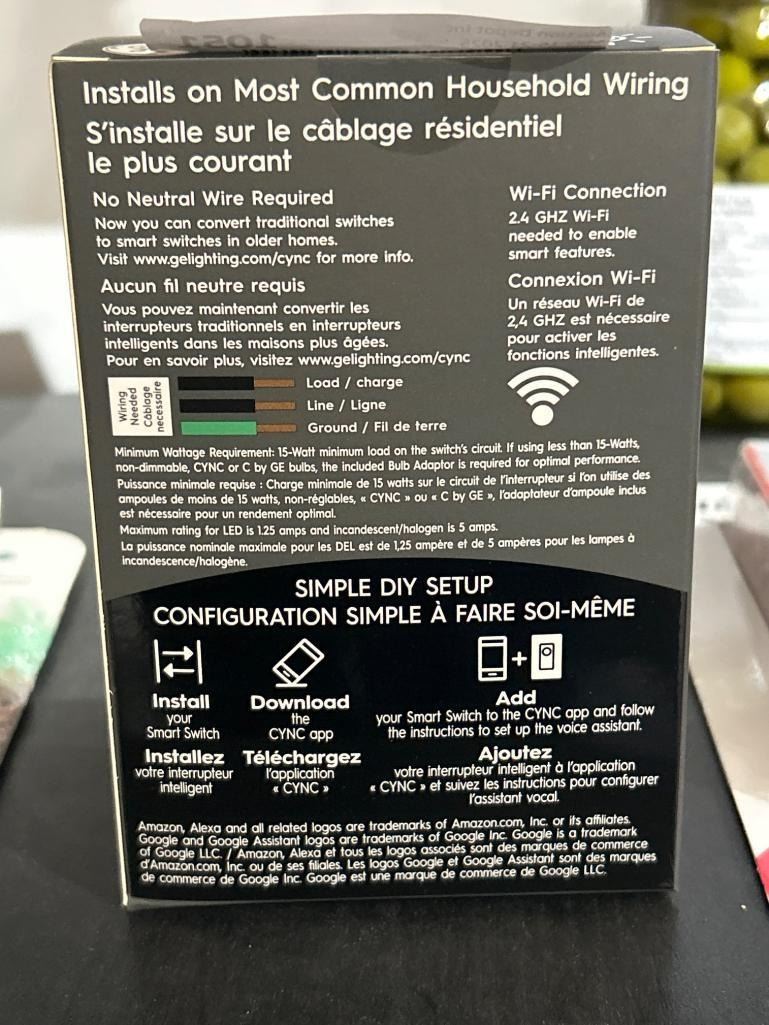 1051
Installs on Most Common Household Wiring
S'installe sur le câblage résidentiel
le plus courant
No Neutral Wire Required
Now you can convert traditional switches
to smart switches in older homes.
Visit www.gelighting.com/cync for more info.
Aucun fil neutre requis
Vous pouvez maintenant convertir les
interrupteurs traditionnels en interrupteurs
intelligents dans les maisons plus âgées.
Pour en savoir plus, visitez www.gelighting.com/cync
Wi-Fi Connection
2.4 GHZ Wi-Fi
needed to enable
smart features.
Connexion Wi-Fi
Un réseau Wi-Fi de
2,4 GHZ est nécessaire
pour activer les
fonctions intelligentes.
Wiring
Needed
Câblage
necessaire
Load / charge
Line / Ligne
Ground / Fil de terre
Minimum Wattage Requirement: 15-Watt minimum load on the switch's circuit. If using less than 15-Watts,
non-dimmable, CYNC or C by GE bulbs, the included Bulb Adaptor is required for optimal performance.
Puissance minimale requise : Charge minimale de 15 watts sur le circuit de l'interrupteur si l'on utilise des
ampoules de moins de 15 watts, non-réglables, « CYNC » ou « C by GE », l'adaptateur d'ampoule inclus
est nécessaire pour un rendement optimal.
Maximum rating for LED is 1.25 amps and incandescent/halogen is 5 amps.
La puissance nominale maximale pour les DEL est de 1,25 ampère et de 5 ampères pour les lampes à
incandescence/halogène.
SIMPLE DIY SETUP
CONFIGURATION SIMPLE À FAIRE SOI-MÊME
Install
your
Smart Switch
Installez
votre interrupteur
intelligent
Download
the
CYNC app
Téléchargez
l'application
« CYNC »
Add
your Smart Switch to the CYNC app and follow
the instructions to set up the voice assistant.
Ajoutez
votre interrupteur intelligent à l'application
« CYNC » et suivez les instructions pour configurer
l'assistant vocal.
Amazon, Alexa and all related logos are trademarks of Amazon.com, Inc. or its affiliates.
Google and Google Assistant logos are trademarks of Google Inc. Google is a trademark
of Google LLC. / Amazon, Alexa et tous les logos associés sont des marques de commerce
d'Amazon.com, Inc. ou de ses filiales. Les logos Google et Google Assistant sont des marques
de commerce de Google Inc. Google est une marque de commerce de Google LLC.